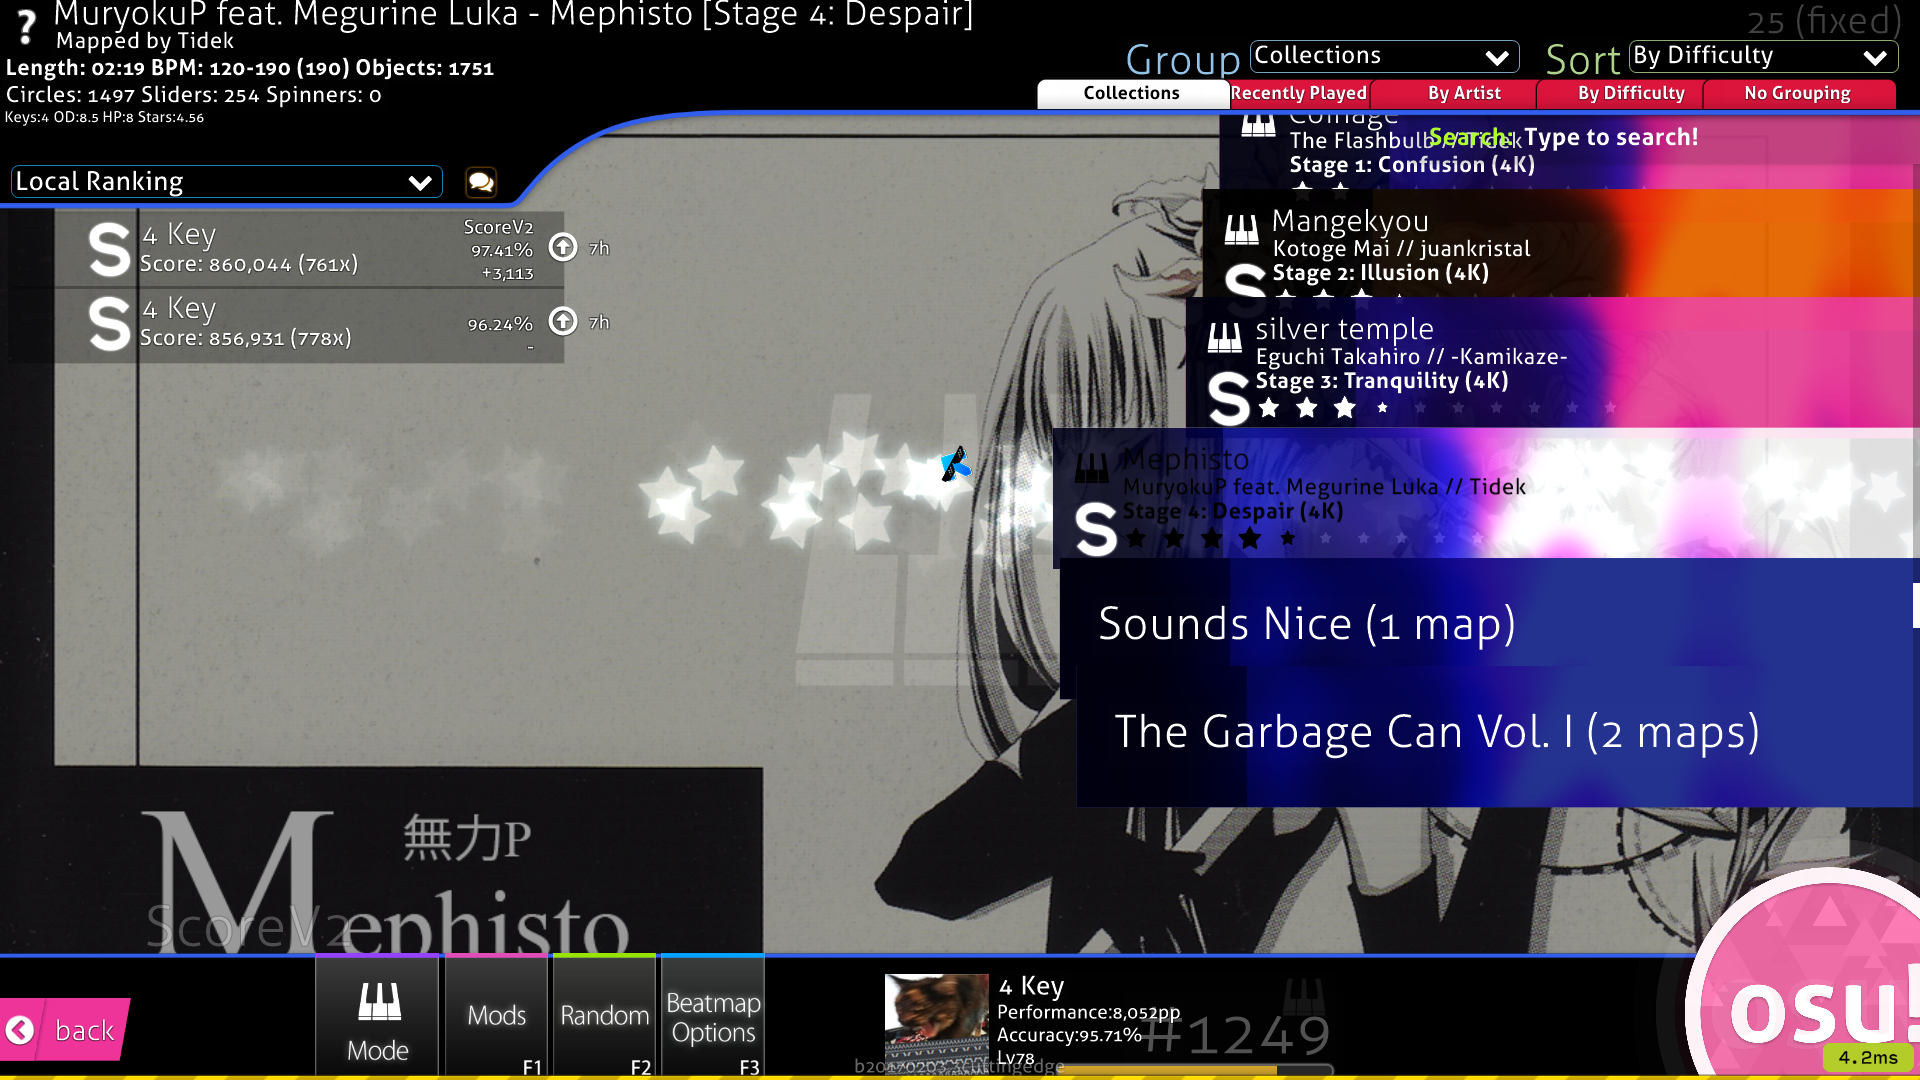 MuryokuP feat. Megurine Luka - Mephisto [Stage 4: Despair]
Mapped by Tidek
Length: 02:19 BPM: 120-190 (190) Objects: 1751
Circles: 1497 Sliders: 254 Spinners: 0
Keys:4 OD:8.5 HP:8 Stars:4.56
25 (fixed)
Group Collections
Sort By Difficulty
Collections
Recently Played
By Artist
By Difficulty
No Grouping
Local Ranking
4 Key
Score: 860,044 (761x)
ScoreV2
97.41%
+3,113
7h
4 Key
Score: 856,931 (778x)
96.24%
-
7h
Search: Type to search!
Coinage
The Flashbulb // Tidek
Stage 1: Confusion (4K)
Mangekyou
Kotoge Mai // juankristal
Stage 2: Illusion (4K)
S
silver temple
Eguchi Takahiro // -Kamikaze-
Stage 3: Tranquility (4K)
S
Mephisto
MuryokuP feat. Megurine Luka // Tidek
Stage 4: Despair (4K)
S
Sounds Nice (1 map)
The Garbage Can Vol. I (2 maps)
無力P
Mephisto
ScoreV2
back
Mode
Mods
F1
Random
F2
Beatmap
Options
F3
4 Key
Performance:8,052pp
Accuracy:95.71%
Lv78
#1249
osu!
4.2ms